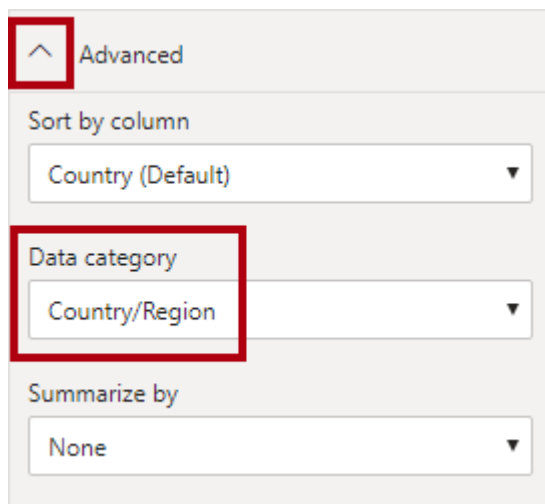 Advanced
Sort by column
Country (Default)
Data category
Country/Region
Summarize by
None